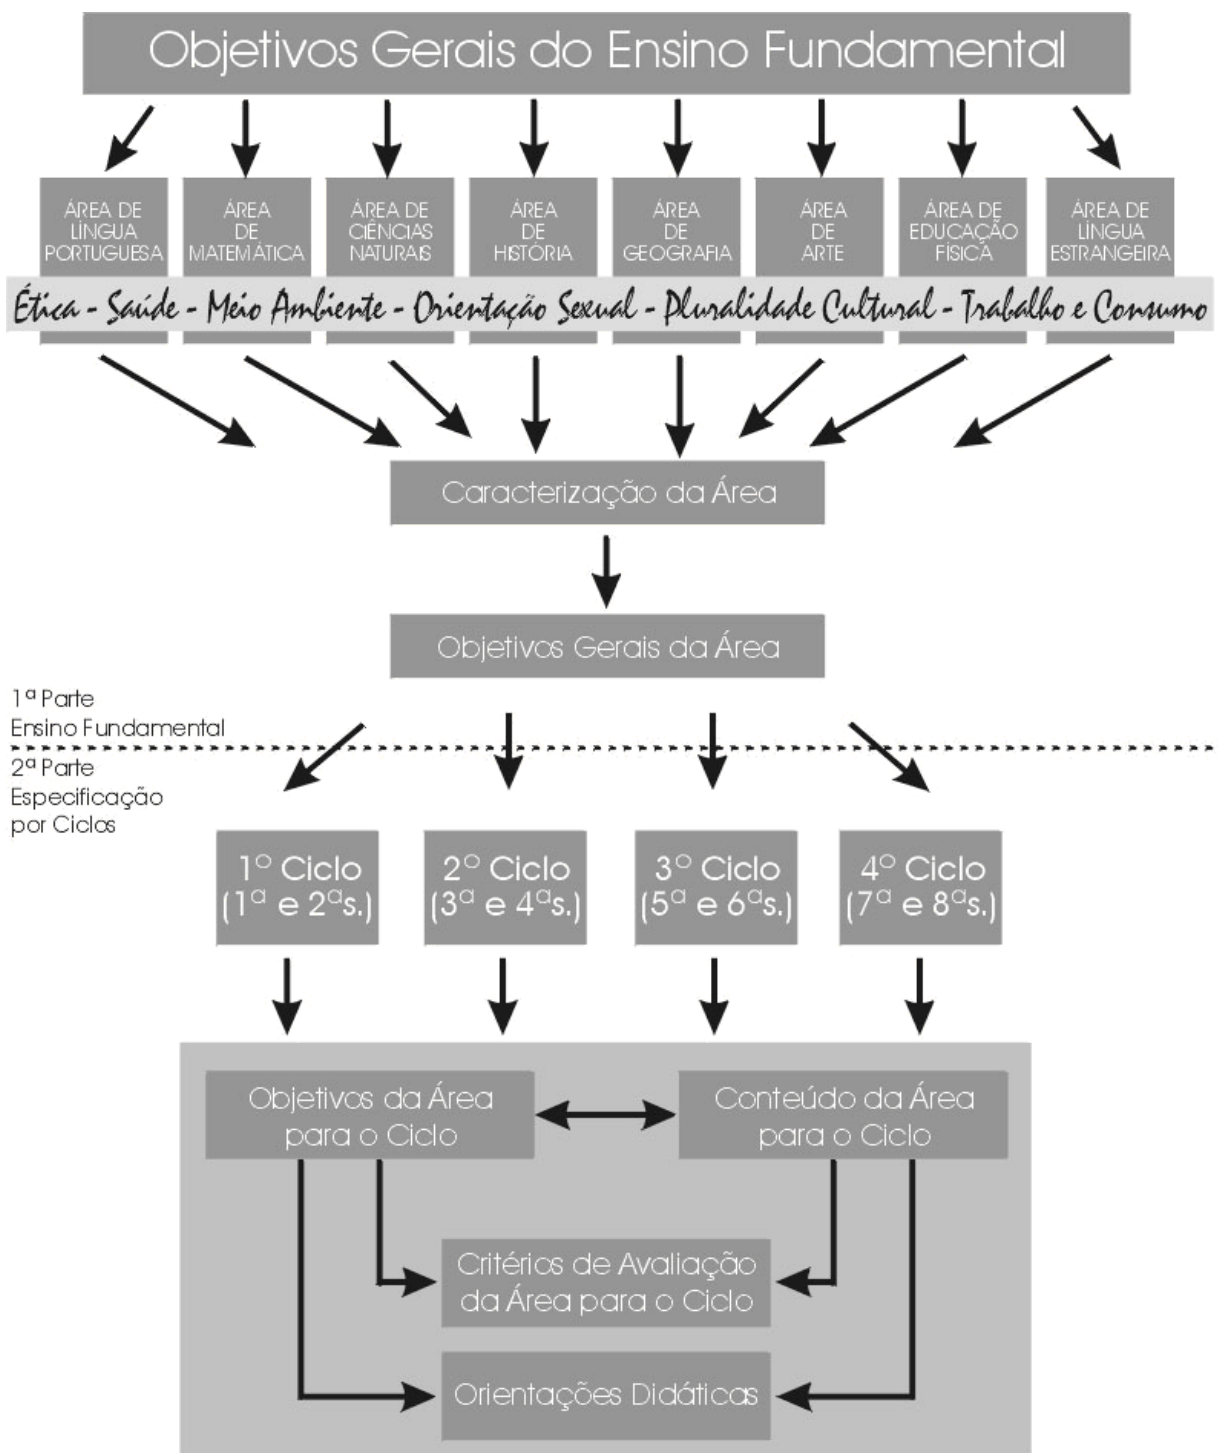 Objetivos Gerais do Ensino Fundamental
ÁREA DE
LÍNGUA
PORTUGUESA
ÁREA
DE
MATEMÁTICA
ÁREA DE
CIÊNCIAS
NATURAIS
ÁREA
DE
HISTÓRIA
ÁREA
DE
GEOGRAFIA
ÁREA
DE
ARTE
ÁREA DE
EDUCAÇÃO
FÍSICA
ÁREA DE
LÍNGUA
ESTRANGEIRA
Ética - Saúde - Meio Ambiente - Orientação Sexual - Pluralidade Cultural - Trabalho e Consumo
Caracterização da Área
Objetivos Gerais da Área
1ª Parte
Ensino Fundamental
2ª Parte
Especificação
por Ciclos
1º Ciclo
(1ª e 2ªs.)
2º Ciclo
(3ª e 4ªs.)
3º Ciclo
(5ª e 6ªs.)
4º Ciclo
(7ª e 8ªs.)
Objetivos da Área
para o Ciclo
Conteúdo da Área
para o Ciclo
Critérios de Avaliação
da Área para o Ciclo
Orientações Didáticas